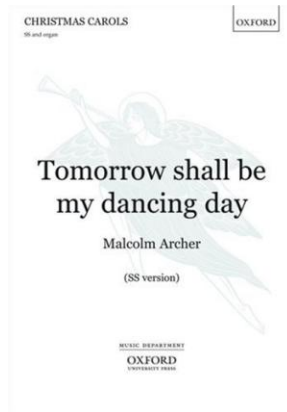 CHRISTMAS CAROLS
OXFORD
SS and organ
Tomorrow shall be
my dancing day
Malcolm Archer
(SS version)
MUSIC DEPARTMENT
OXFORD
UNIVERSITY PRESS